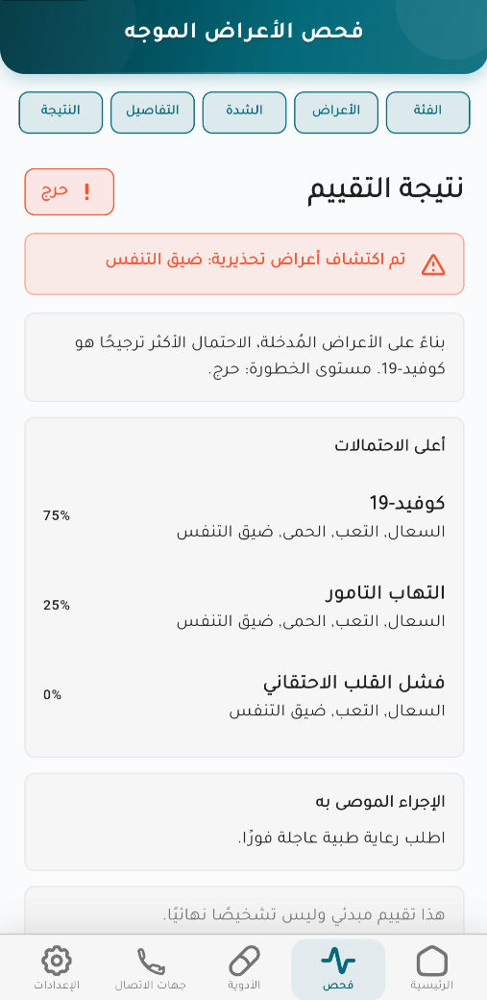 فحص الأعراض الموجه
الفئة
الأعراض
الشدة
التفاصيل
النتيجة
نتيجة التقييم
! حرج
تم اكتشاف أعراض تحذيرية: ضيق التنفس
بناءً على الأعراض المُدخلة، الاحتمال الأكثر ترجيحًا هو
كوفيد-19. مستوى الخطورة: حرج.
أعلى الاحتمالات
كوفيد-19
السعال, التعب, الحمى, ضيق التنفس
75%
التهاب التامور
السعال, التعب, الحمى, ضيق التنفس
25%
فشل القلب الاحتقاني
السعال, التعب, ضيق التنفس
0%
الإجراء الموصى به
اطلب رعاية طبية عاجلة فورًا.
هذا تقييم مبدئي وليس تشخيصًا نهائيًا.
الرئيسية
فحص
الأدوية
جهات الاتصال
الإعدادات